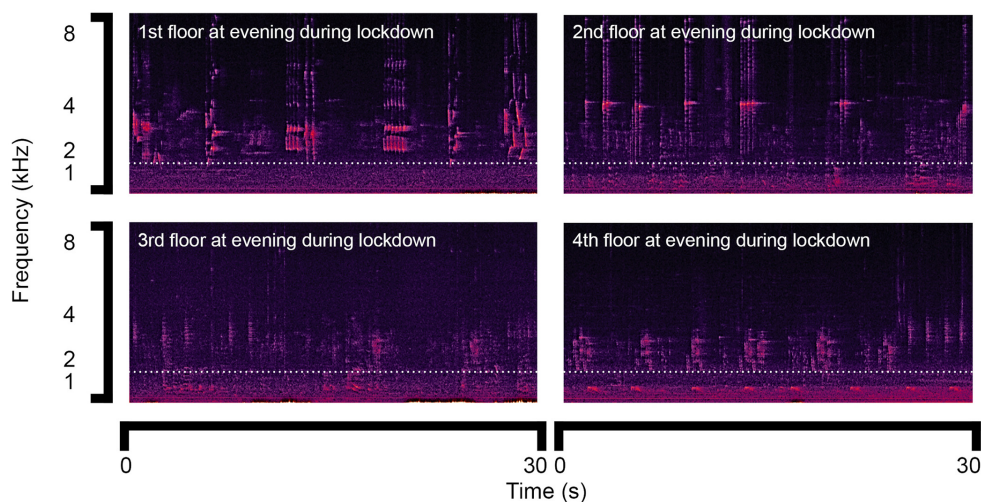 8
4
2
1
1st floor at evening during lockdown
2nd floor at evening during lockdown
Frequency (kHz)
8
4
2
1
3rd floor at evening during lockdown
4th floor at evening during lockdown
0
30
0
30
Time (s)